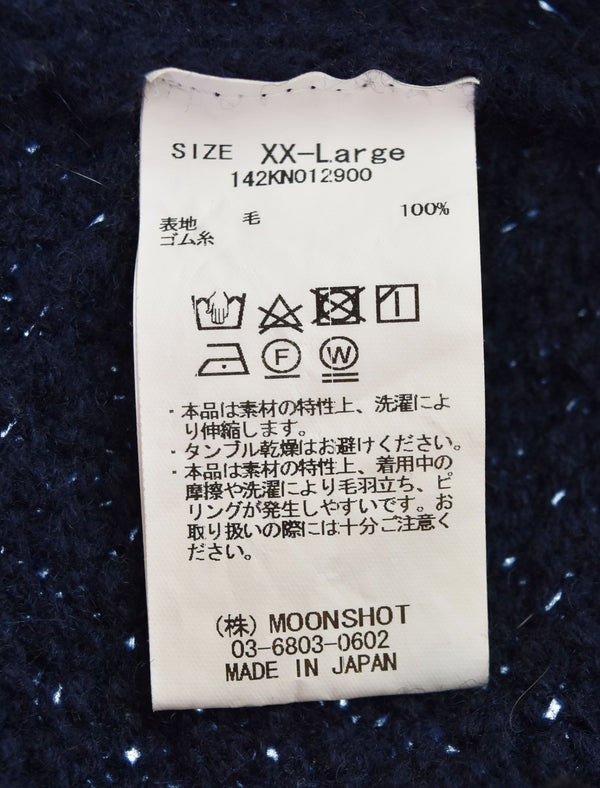 SIZE XX-Large
142KN012900
表地 毛 100%
ゴム糸
F W
・本品は素材の特性上、洗濯によ
り伸縮します。
・タンブル乾燥はお避けください。
・本品は素材の特性上、着用中の
摩擦や洗濯により毛羽立ち、ピ
リングが発生しやすいです。お
取り扱いの際には十分ご注意く
ださい。
(株) MOONSHOT
03-6803-0602
MADE IN JAPAN